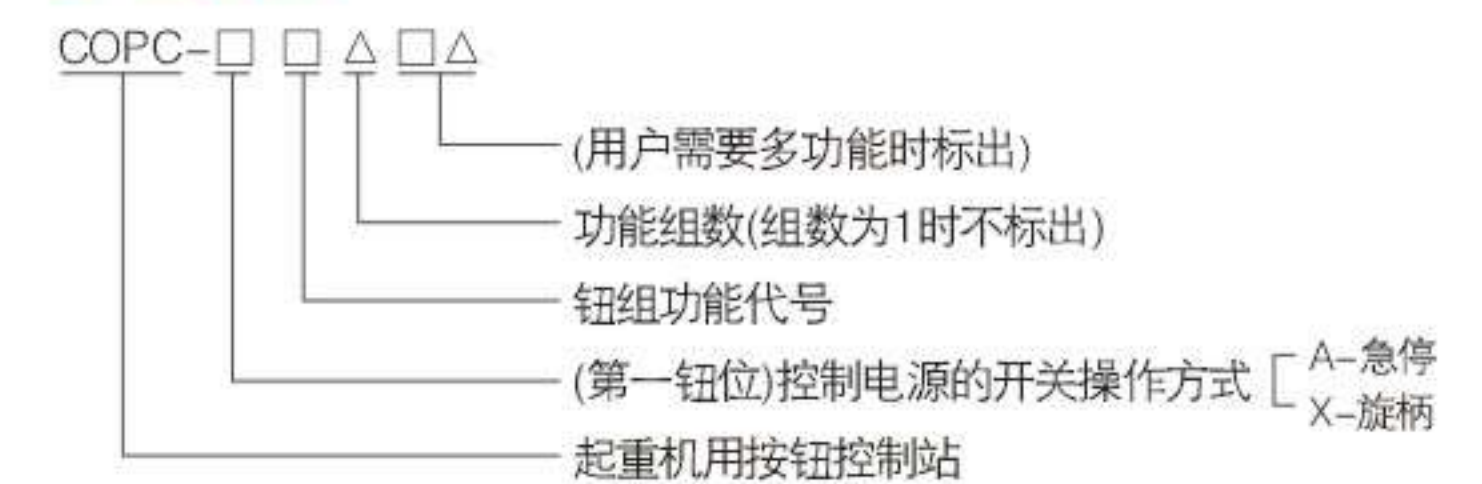 COPC-□ □ △ □△
(用户需要多功能时标出)
功能组数(组数为1时不标出)
钮组功能代号
(第一钮位)控制电源的开关操作方式
A-急停
X-旋柄
起重机用按钮控制站